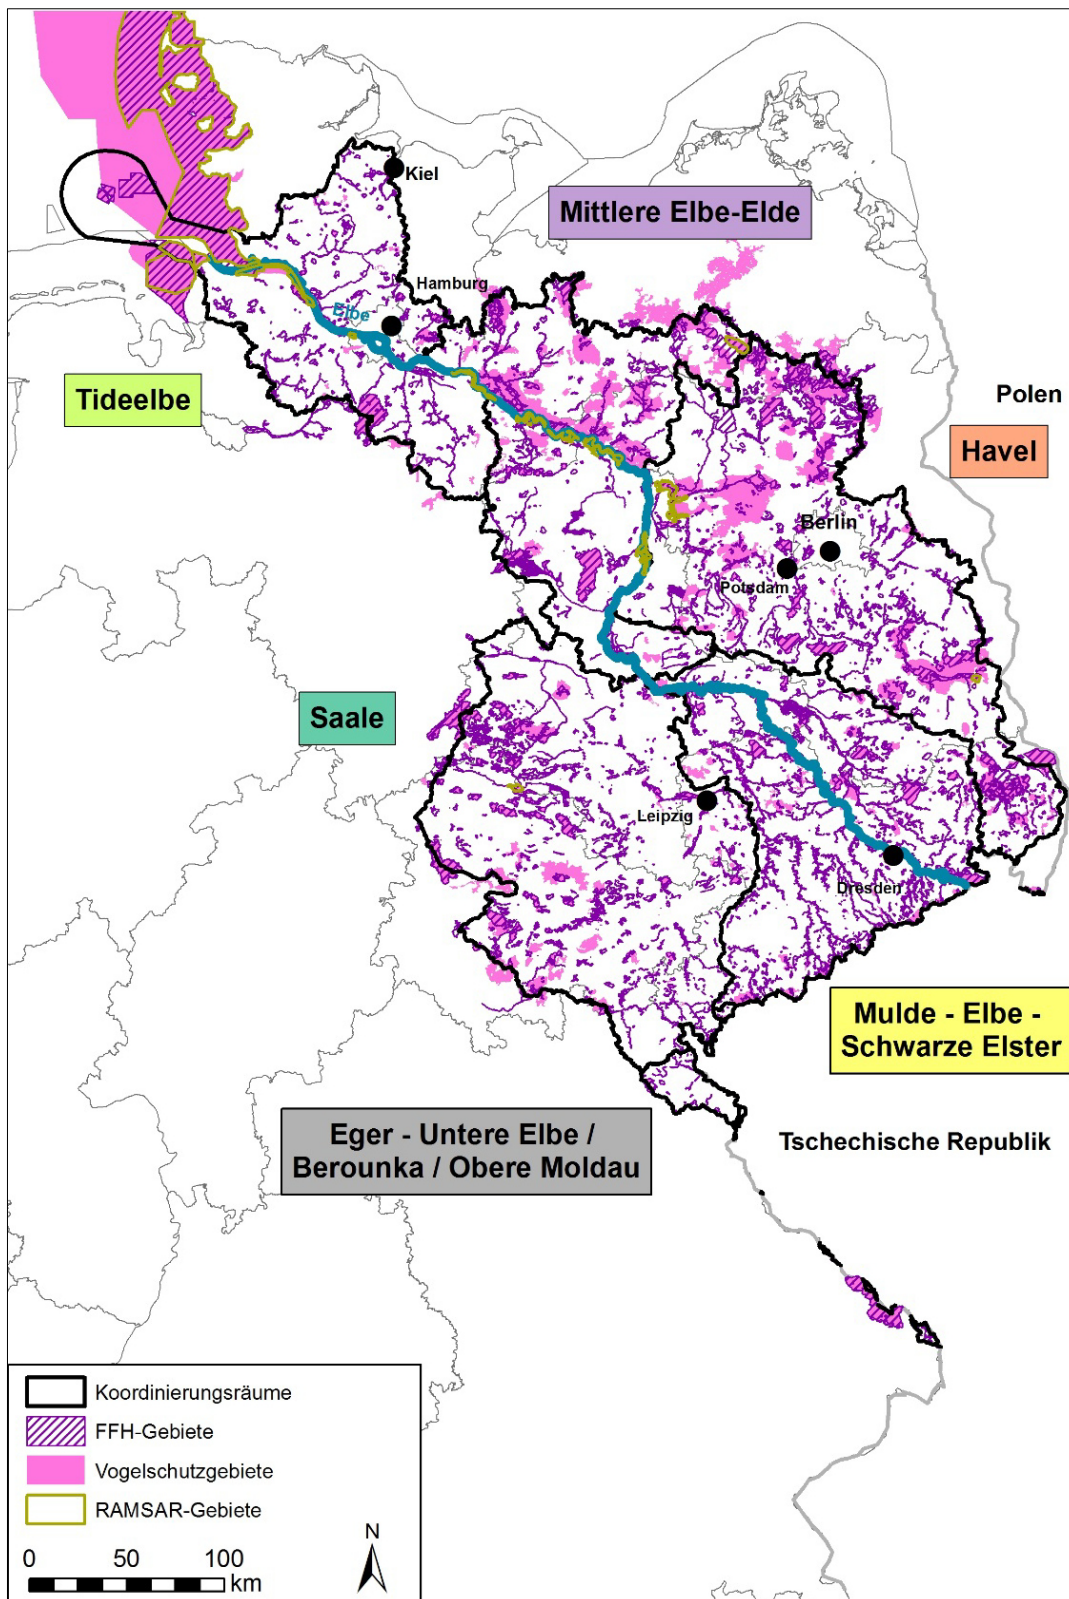 Kiel
Mittlere Elbe-Elde
Hamburg
Elbe
Tideelbe
Polen
Havel
Berlin
Potsdam
Saale
Leipzig
Dresden
Mulde - Elbe -
Schwarze Elster
Eger - Untere Elbe /
Berounka / Obere Moldau
Tschechische Republik
Koordinierungsräume
FFH-Gebiete
Vogelschutzgebiete
RAMSAR-Gebiete
N
0 50 100
km